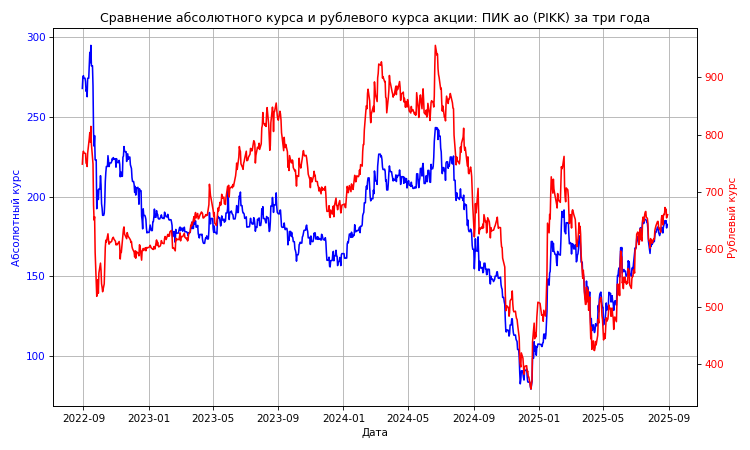 Сравнение абсолютного курса и рублевого курса акции: ПИК ао (PIKK) за три года
300
250
200
150
100
Абсолютный курс
900
800
700
600
500
400
Рублевый курс
2022-09 2023-01 2023-05 2023-09 2024-01 2024-05 2024-09 2025-01 2025-05 2025-09
Дата